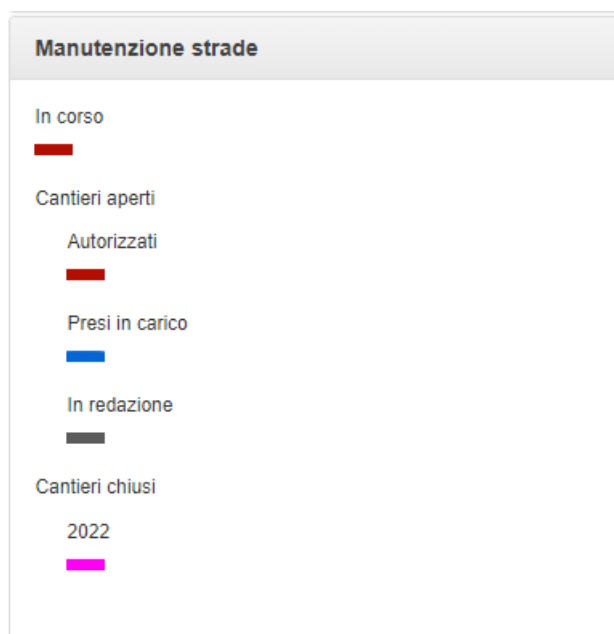 Manutenzione strade
In corso
Cantieri aperti
Autorizzati
Presi in carico
In redazione
Cantieri chiusi
2022